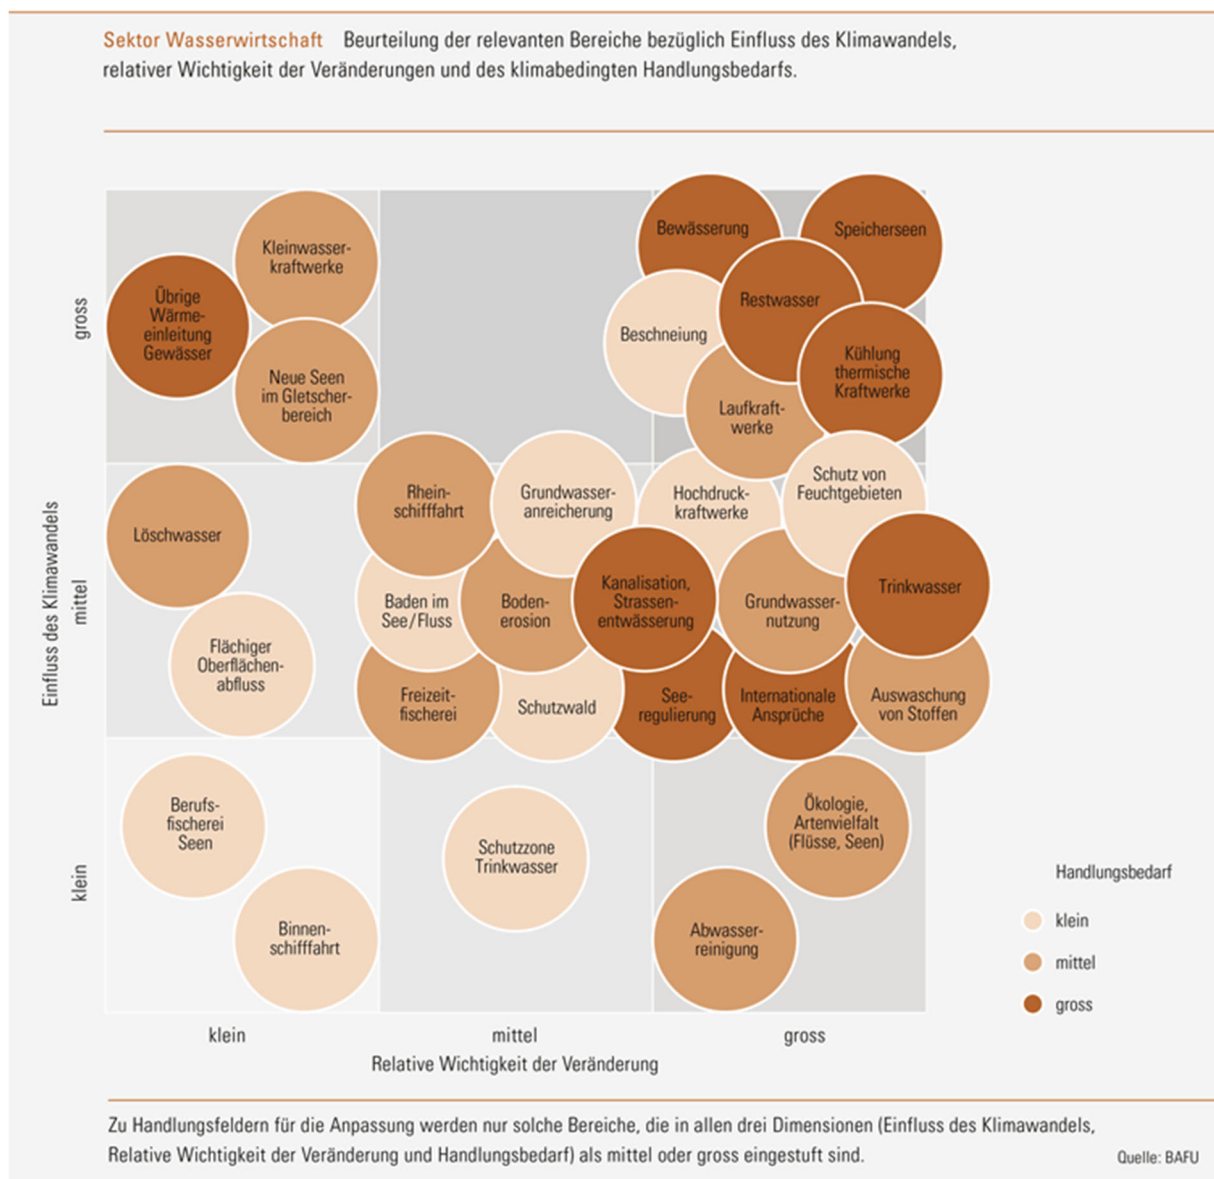 Sektor Wasserwirtschaft Beurteilung der relevanten Bereiche bezüglich Einfluss des Klimawandels,
relativer Wichtigkeit der Veränderungen und des klimabedingten Handlungsbedarfs.
Einfluss des Klimawandels
gross
mittel
klein
Kleinwasser-
kraftwerke
Übrige
Wärme-
einleitung
Gewässer
Neue Seen
im Gletscher-
bereich
Bewässerung
Speicherseen
Restwasser
Beschneiung
Kühlung
thermische
Kraftwerke
Laufkraft-
werke
Löschwasser
Flächiger
Oberflächen-
abfluss
Rhein-
schifffahrt
Grundwasser-
anreicherung
Hochdruck-
kraftwerke
Schutz von
Feuchtgebieten
Baden im
See/Fluss
Boden-
erosion
Kanalisation,
Strassen-
entwässerung
Grundwasser-
nutzung
Trinkwasser
Freizeit-
fischerei
Schutzwald
See-
regulierung
Internationale
Ansprüche
Auswaschung
von Stoffen
Berufs-
fischerei
Seen
Binnen-
schifffahrt
Schutzzone
Trinkwasser
Ökologie,
Artenvielfalt
(Flüsse, Seen)
Abwasser-
reinigung
Handlungsbedarf
klein
mittel
gross
klein
mittel
gross
Relative Wichtigkeit der Veränderung
Zu Handlungsfeldern für die Anpassung werden nur solche Bereiche, die in allen drei Dimensionen (Einfluss des Klimawandels,
Relative Wichtigkeit der Veränderung und Handlungsbedarf) als mittel oder gross eingestuft sind.
Quelle: BAFU